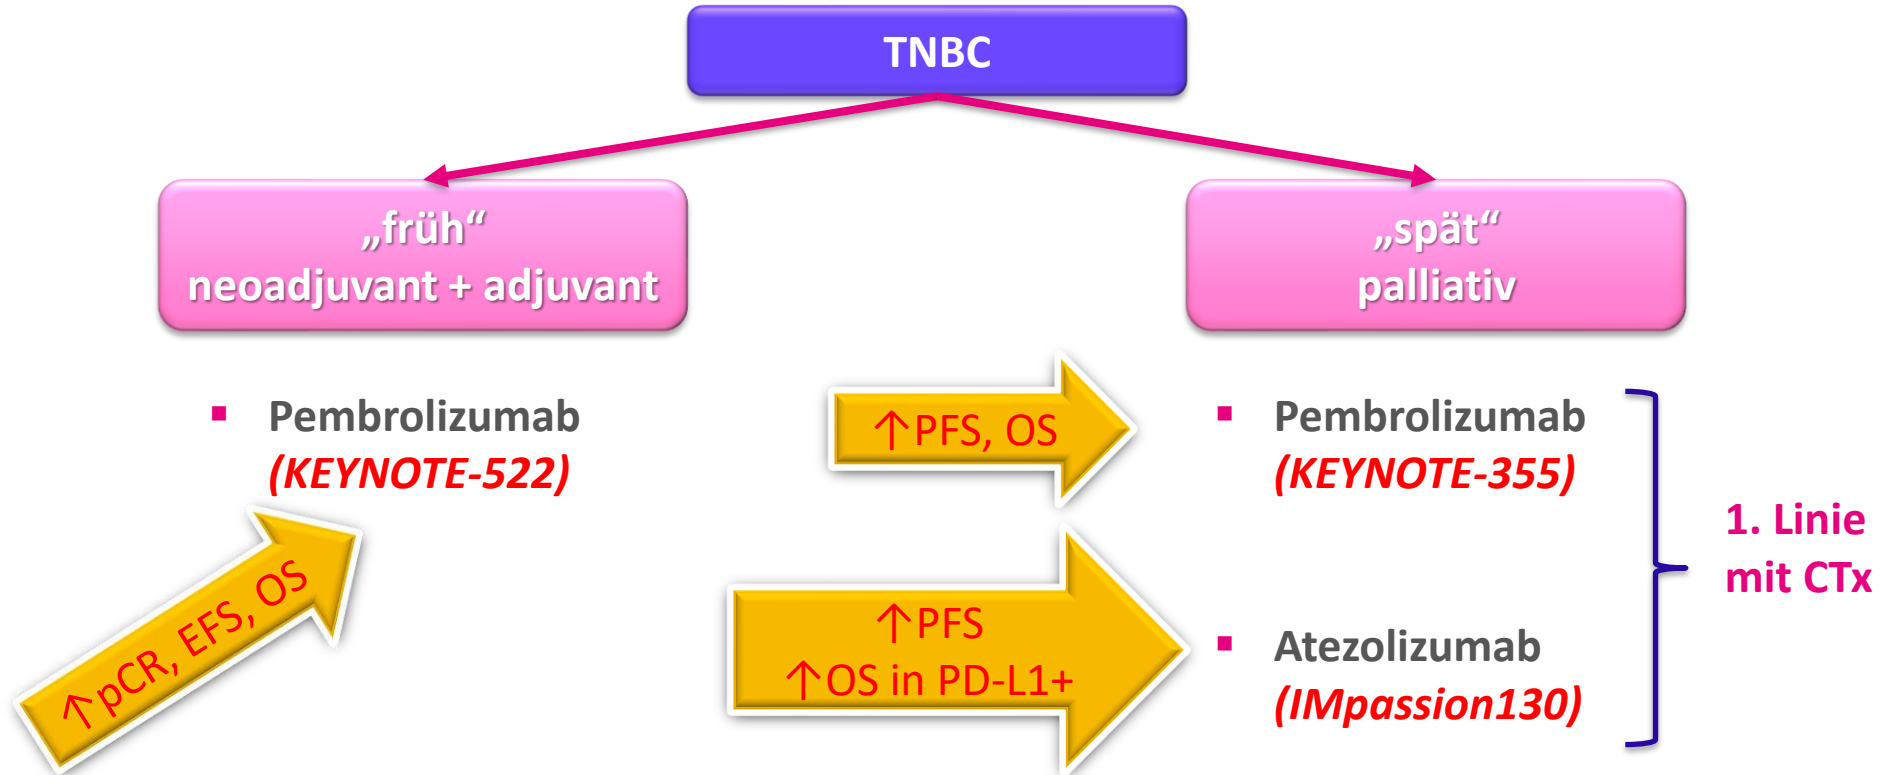 TNBC
„früh“
neoadjuvant + adjuvant
▪ Pembrolizumab
(KEYNOTE-522)
↑pCR, EFS, OS
„spät“
palliativ
↑PFS, OS
▪ Pembrolizumab
(KEYNOTE-355)
↑PFS
↑OS in PD-L1+
▪ Atezolizumab
(IMpassion130)
1. Linie
mit CTx